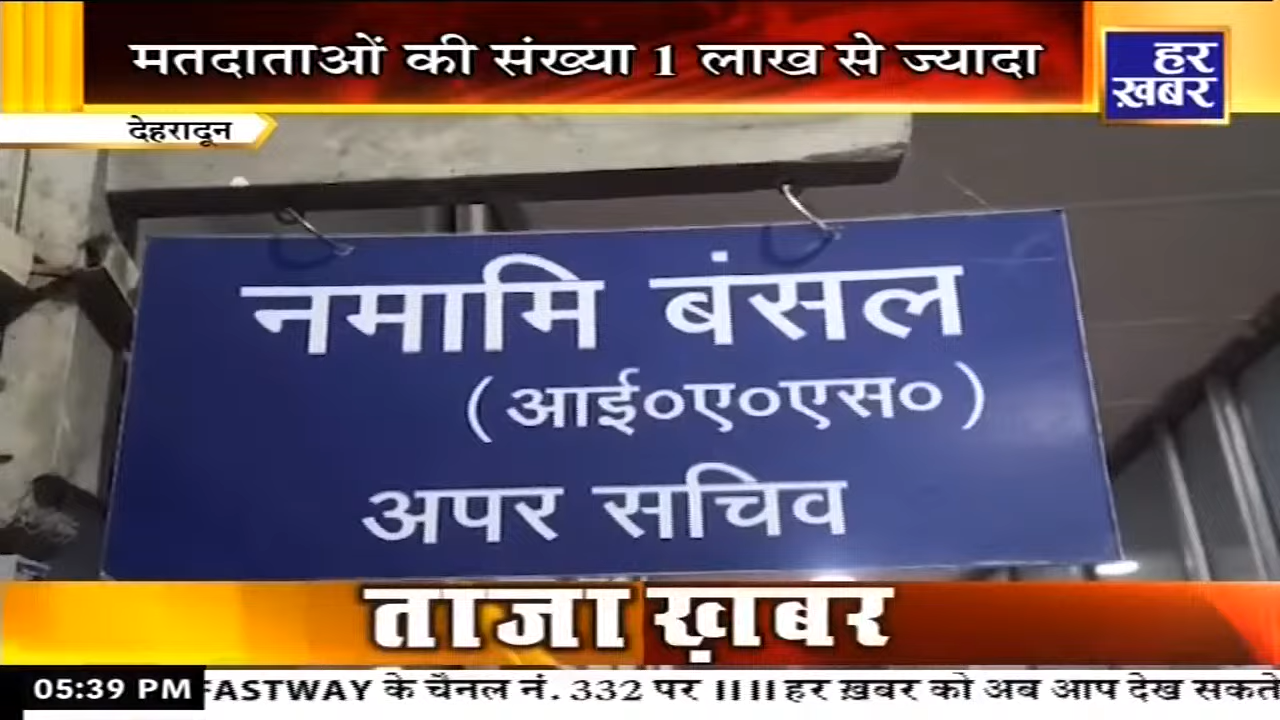 मतदाताओं की संख्या 1 लाख से ज्यादा
हर
ख़बर
देहरादून
नमामि बंसल
(आई०ए०एस०)
अपर सचिव
ताजा ख़बर
05:39 PM FASTWAY के चैनल नं. 332 पर ।।।। हर ख़बर को अब आप देख सकते